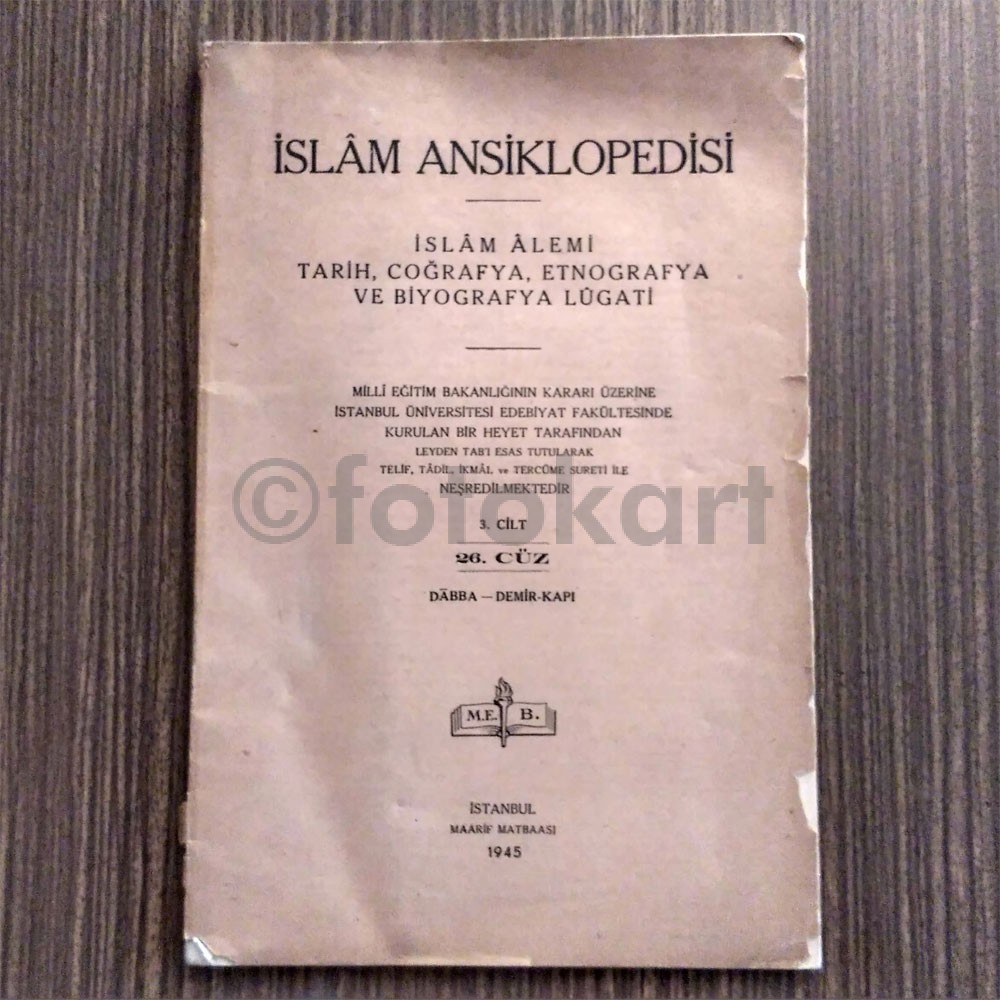 İSLÂM ANSİKLOPEDİSİ
İSLÂM ÂLEMİ
TARİH, COĞRAFYA, ETNOGRAFYA
VE BİYOGRAFYA LÛGATİ
MİLLÎ EĞİTİM BAKANLIĞININ KARARI ÜZERİNE
İSTANBUL ÜNİVERSİTESİ EDEBİYAT FAKÜLTESİNDE
KURULAN BİR HEYET TARAFINDAN
LEYDEN TAB'I ESAS TUTULARAK
TELİF, TÂDİL, İKMÂL ve TERCÜME SURETİ İLE
NEŞREDİLMEKTEDİR
©fotokart
3. CİLT
26. CÜZ
DĀBBA — DEMİR-KAPI
M.E. B.
İSTANBUL
MAARİF MATBAASI
1945